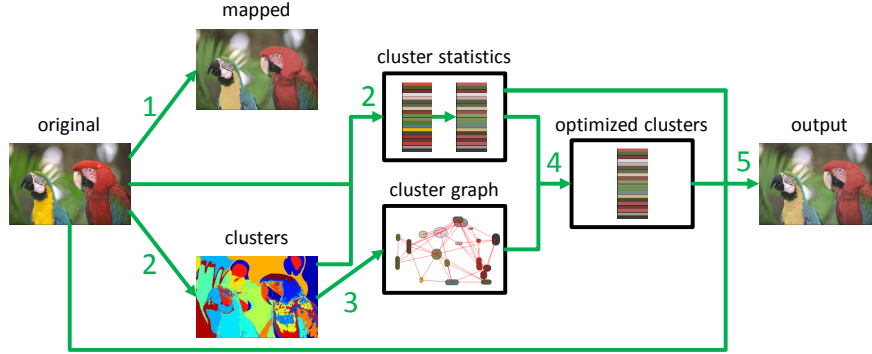 mapped
cluster statistics
1
2
original
optimized clusters
output
4
5
cluster graph
clusters
2
3